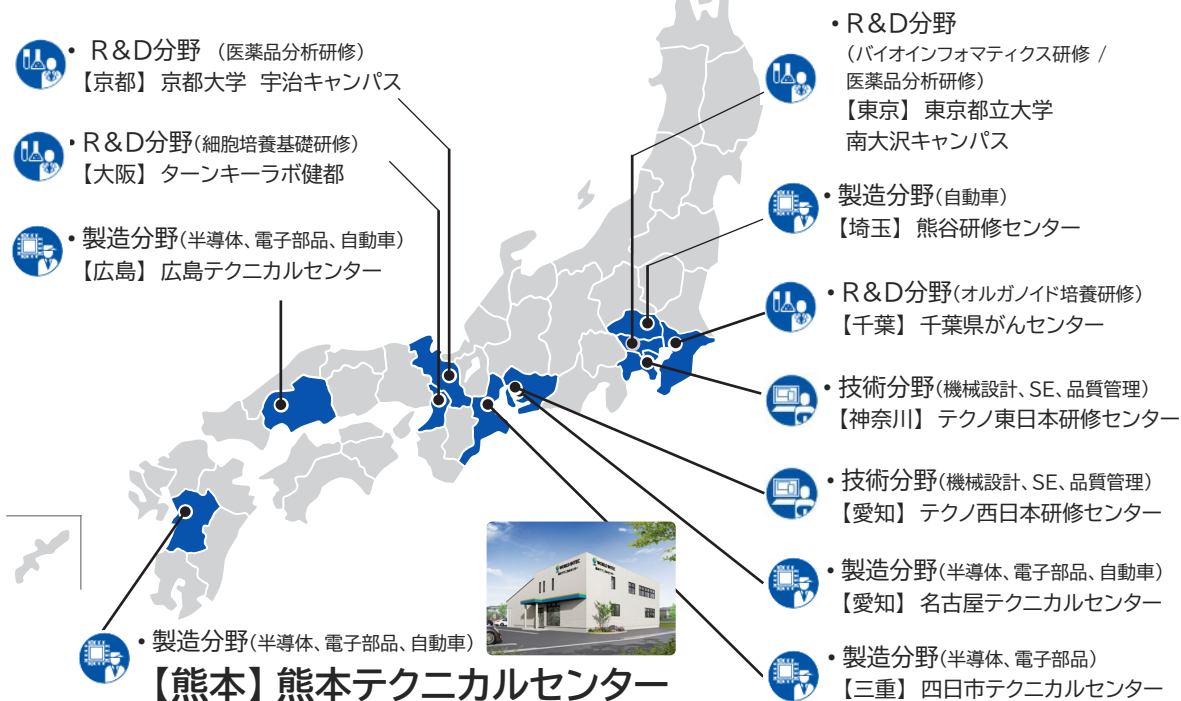 ・ R&D分野 (医薬品分析研修)
【京都】 京都大学 宇治キャンパス
・R&D分野(細胞培養基礎研修)
【大阪】 ターンキーラボ健都
・製造分野(半導体、電子部品、自動車)
【広島】 広島テクニカルセンター
・R&D分野
(バイオインフォマティクス研修 /
医薬品分析研修)
【東京】 東京都立大学
南大沢キャンパス
・製造分野(自動車)
【埼玉】 熊谷研修センター
・R&D分野(オルガノイド培養研修)
【千葉】 千葉県がんセンター
・技術分野(機械設計、SE、品質管理)
【神奈川】 テクノ東日本研修センター
・技術分野(機械設計、SE、品質管理)
【愛知】 テクノ西日本研修センター
・製造分野(半導体、電子部品、自動車)
【愛知】 名古屋テクニカルセンター
・製造分野(半導体、電子部品)
【三重】 四日市テクニカルセンター
WORLD INTEC
・製造分野(半導体、電子部品、自動車)
【熊本】 熊本テクニカルセンター